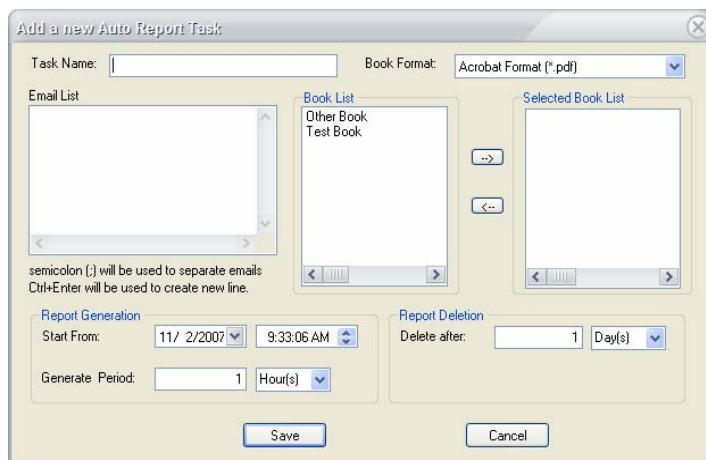 Add a new Auto Report Task
Task Name:
Book Format: Acrobat Format (*.pdf)
Email List
Book List
Other Book
Test Book
-->
<--
Selected Book List
semicolon (;) will be used to separate emails
Ctrl+Enter will be used to create new line.
Report Generation
Start From: 11/ 2/2007 9:33:06 AM
Generate Period: 1 Hour(s)
Report Deletion
Delete after: 1 Day(s)
Save
Cancel